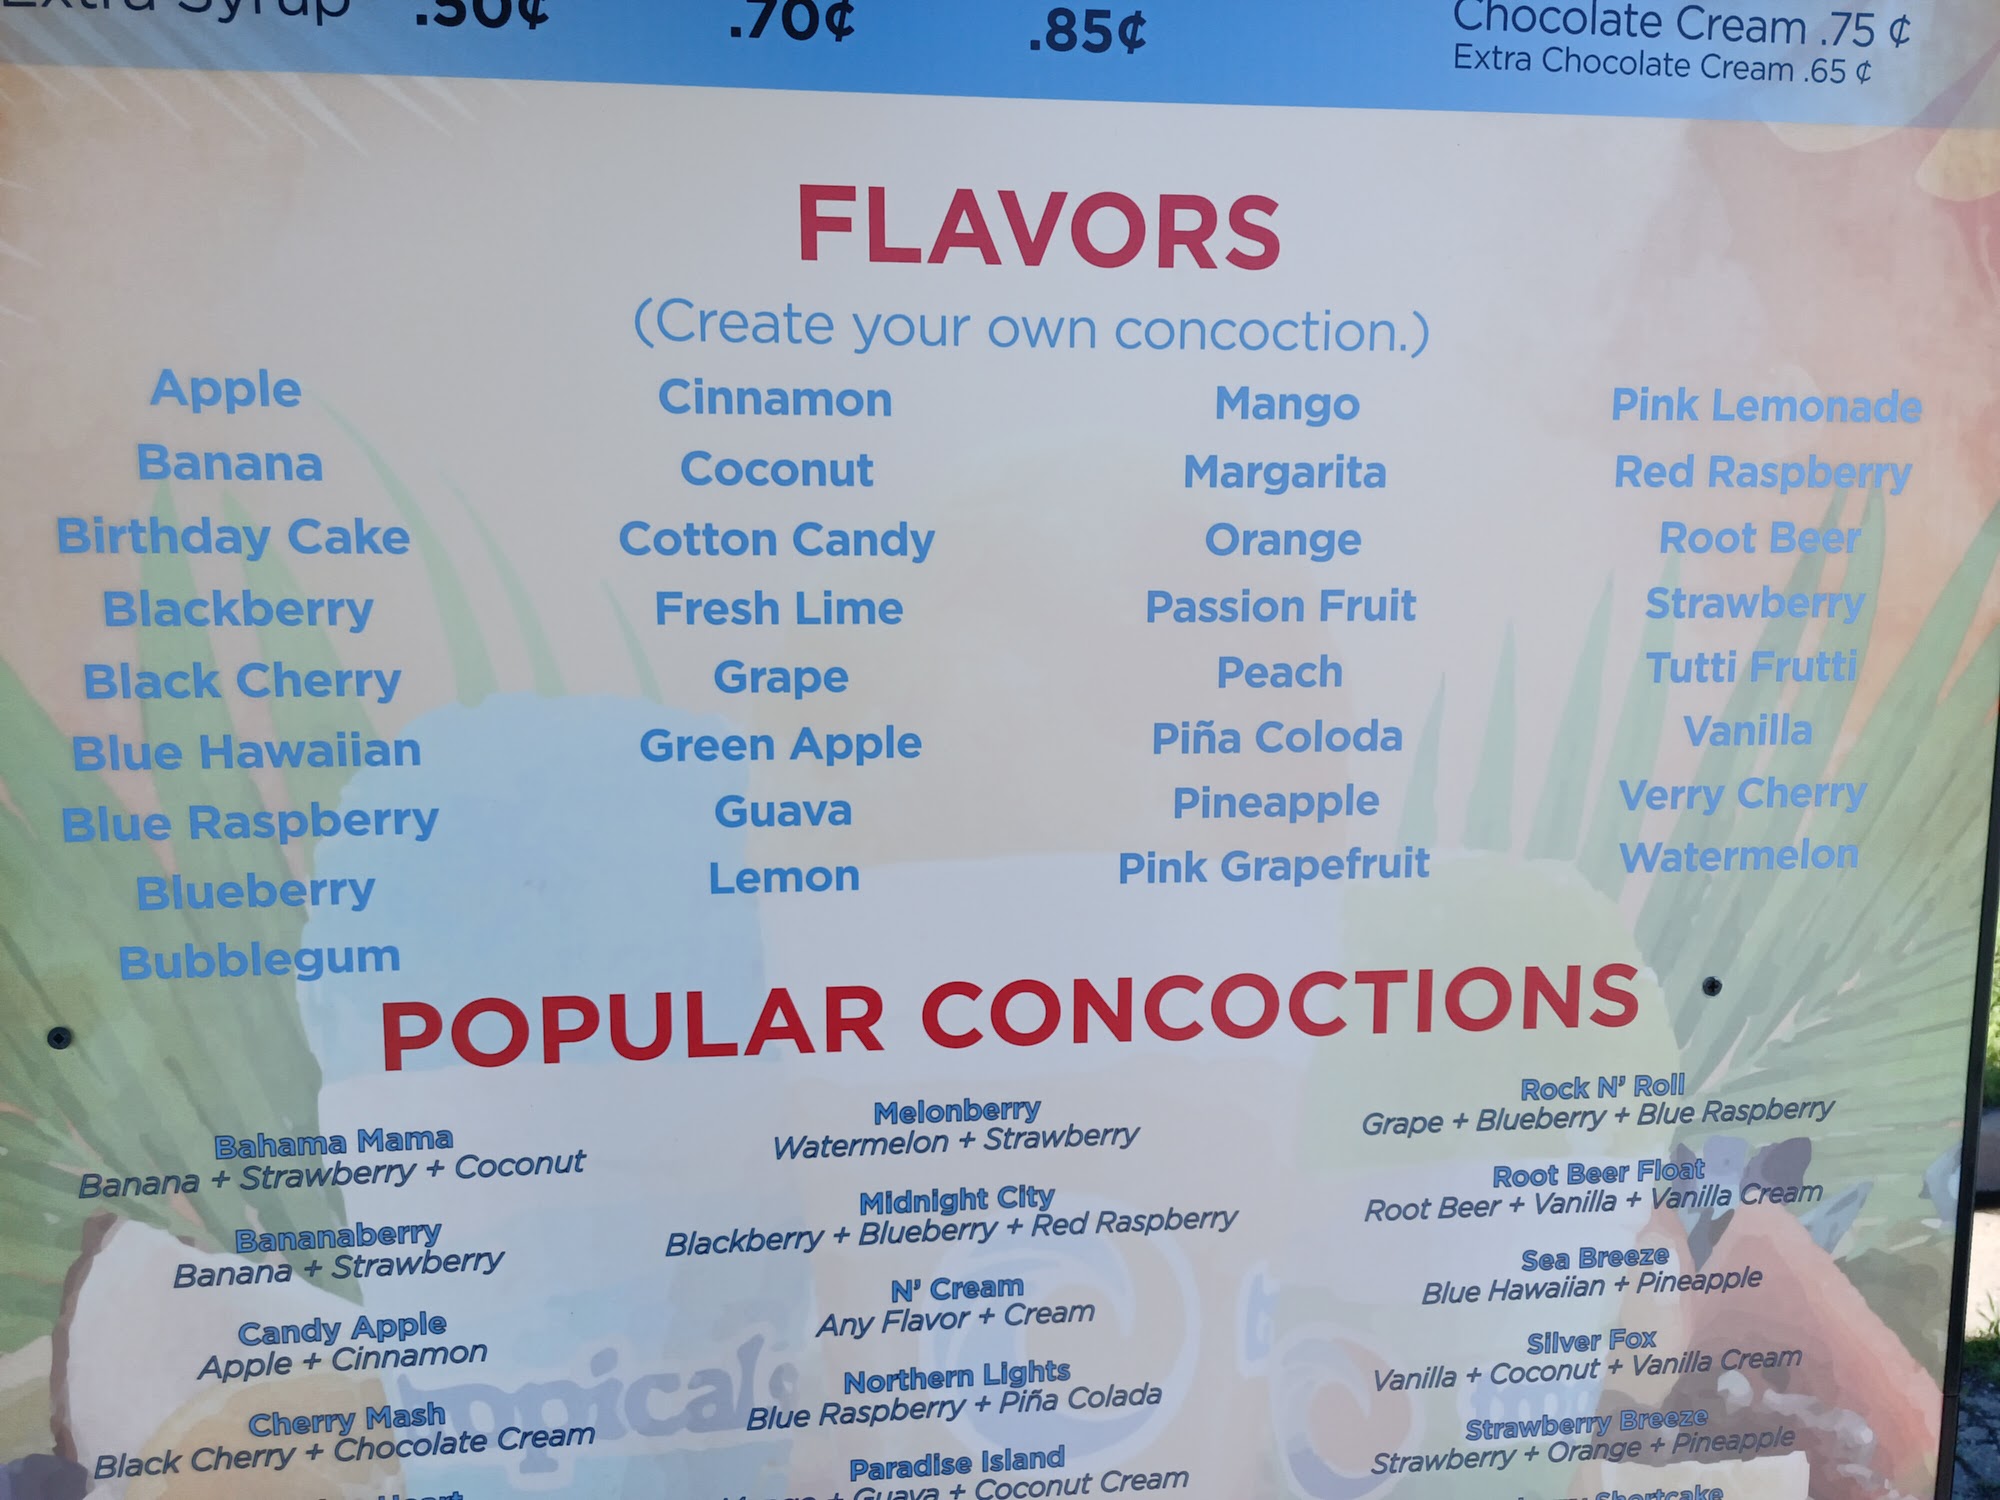 Extra Syrup .50¢ .70¢ .85¢
Chocolate Cream .75 ¢
Extra Chocolate Cream .65 ¢
FLAVORS
(Create your own concoction.)
Apple
Banana
Birthday Cake
Blackberry
Black Cherry
Blue Hawaiian
Blue Raspberry
Blueberry
Bubblegum
Cinnamon
Coconut
Cotton Candy
Fresh Lime
Grape
Green Apple
Guava
Lemon
Mango
Margarita
Orange
Passion Fruit
Peach
Piña Coloda
Pineapple
Pink Grapefruit
Pink Lemonade
Red Raspberry
Root Beer
Strawberry
Tutti Frutti
Vanilla
Verry Cherry
Watermelon
POPULAR CONCOCTIONS
Bahama Mama
Banana + Strawberry + Coconut
Bananaberry
Banana + Strawberry
Candy Apple
Apple + Cinnamon
Cherry Mash
Black Cherry + Chocolate Cream
Melonberry
Watermelon + Strawberry
Midnight City
Blackberry + Blueberry + Red Raspberry
N' Cream
Any Flavor + Cream
Northern Lights
Blue Raspberry + Piña Colada
Paradise Island
Mango + Guava + Coconut Cream
Rock N' Roll
Grape + Blueberry + Blue Raspberry
Root Beer Float
Root Beer + Vanilla + Vanilla Cream
Sea Breeze
Blue Hawaiian + Pineapple
Silver Fox
Vanilla + Coconut + Vanilla Cream
Strawberry Breeze
Strawberry + Orange + Pineapple
Shortcake